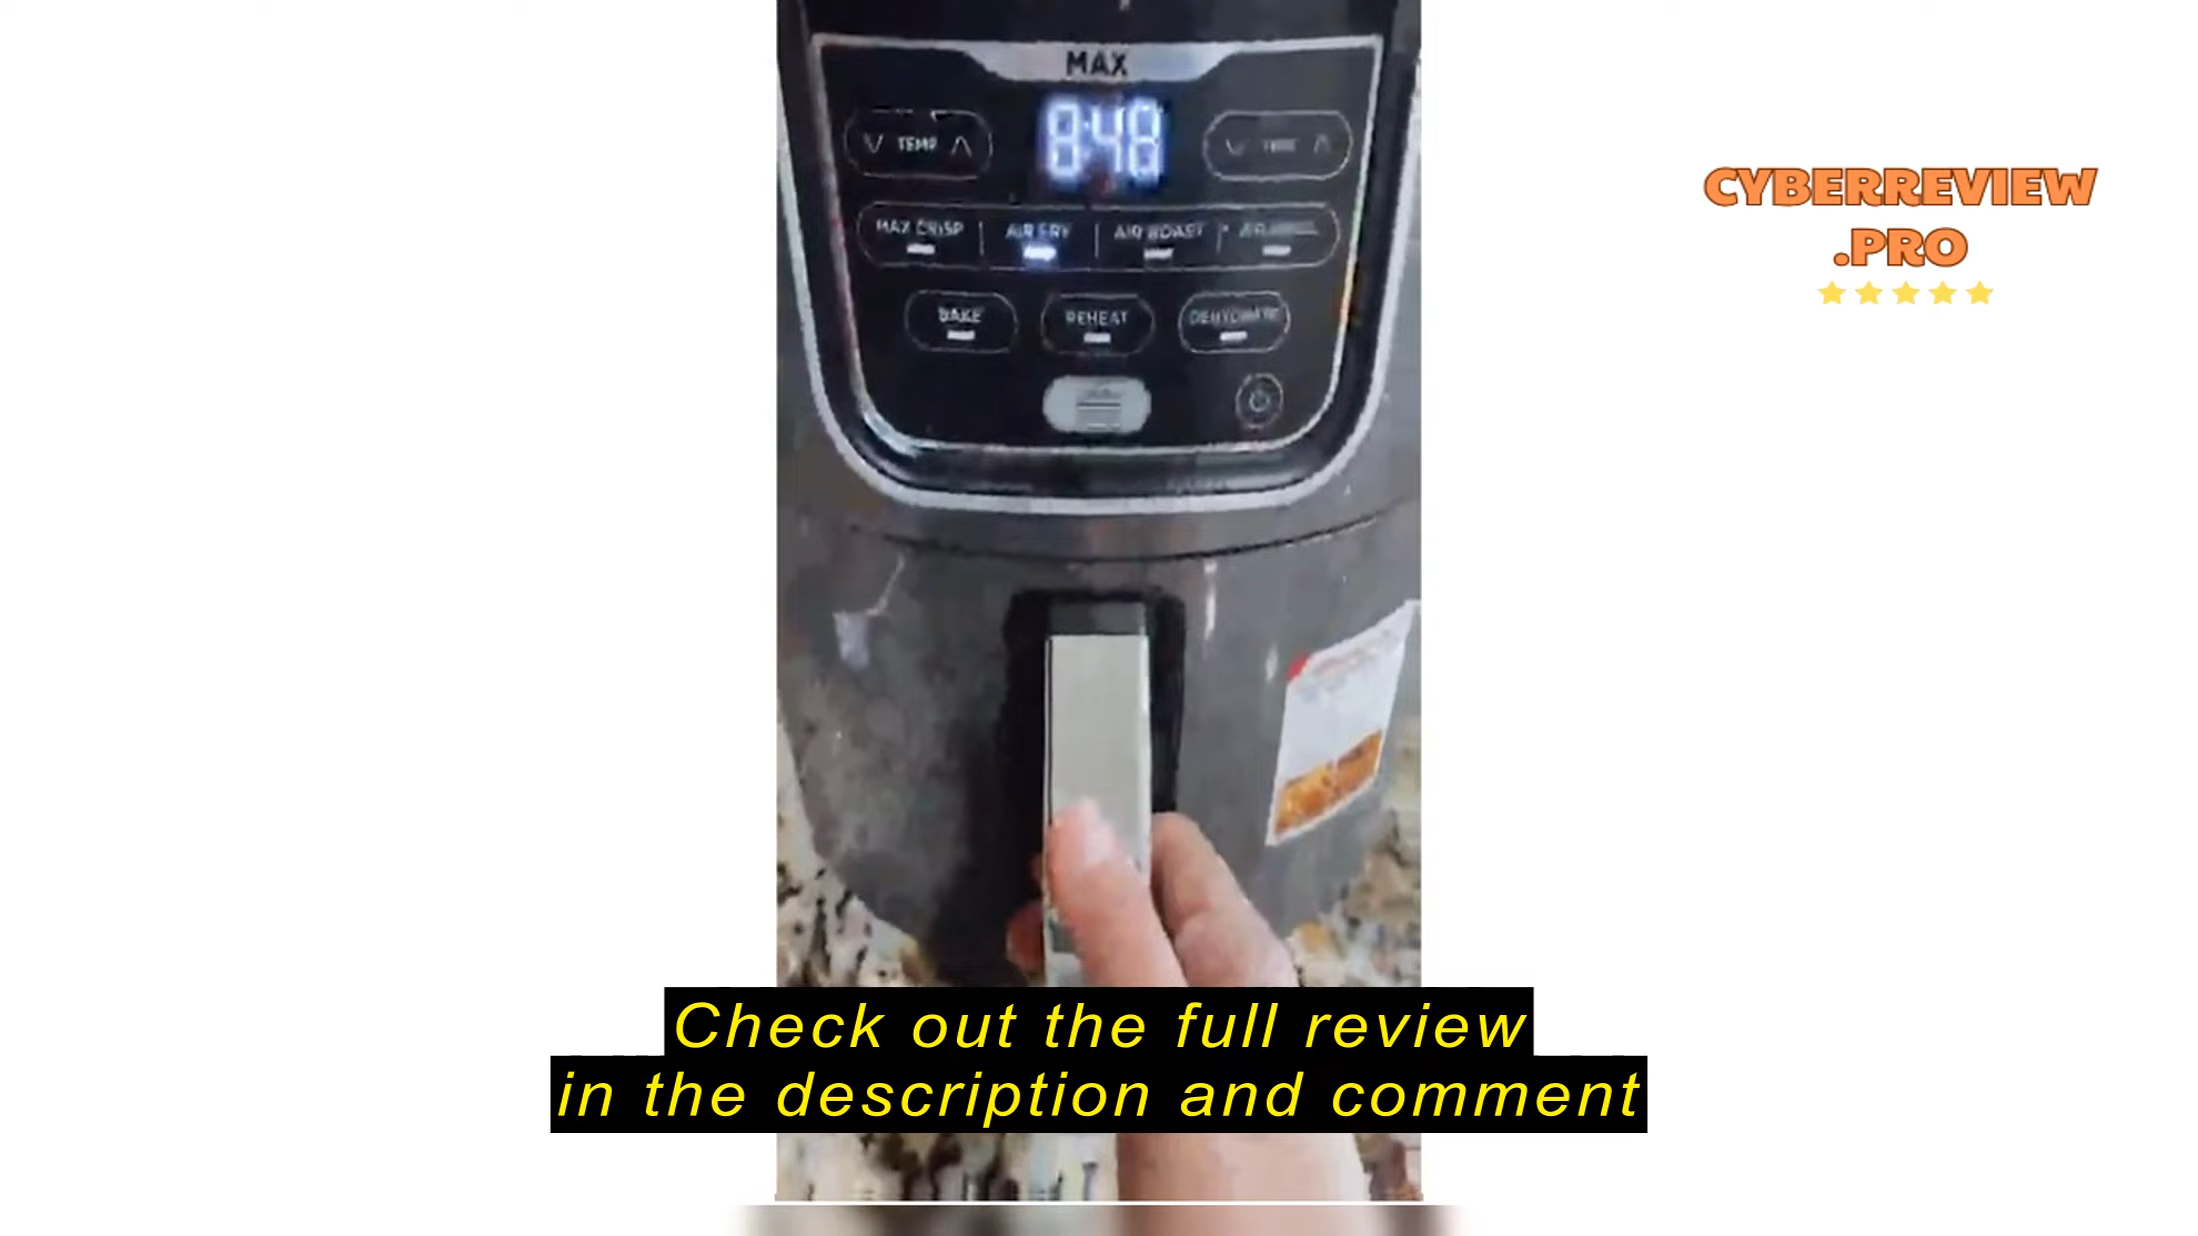 MAX
8:48
TEMP
MAX CRISP AIR FRY AIR ROAST
BAKE REHEAT DEHYDRATE
CYBERREVIEW
.PRO
Check out the full review
in the description and comment